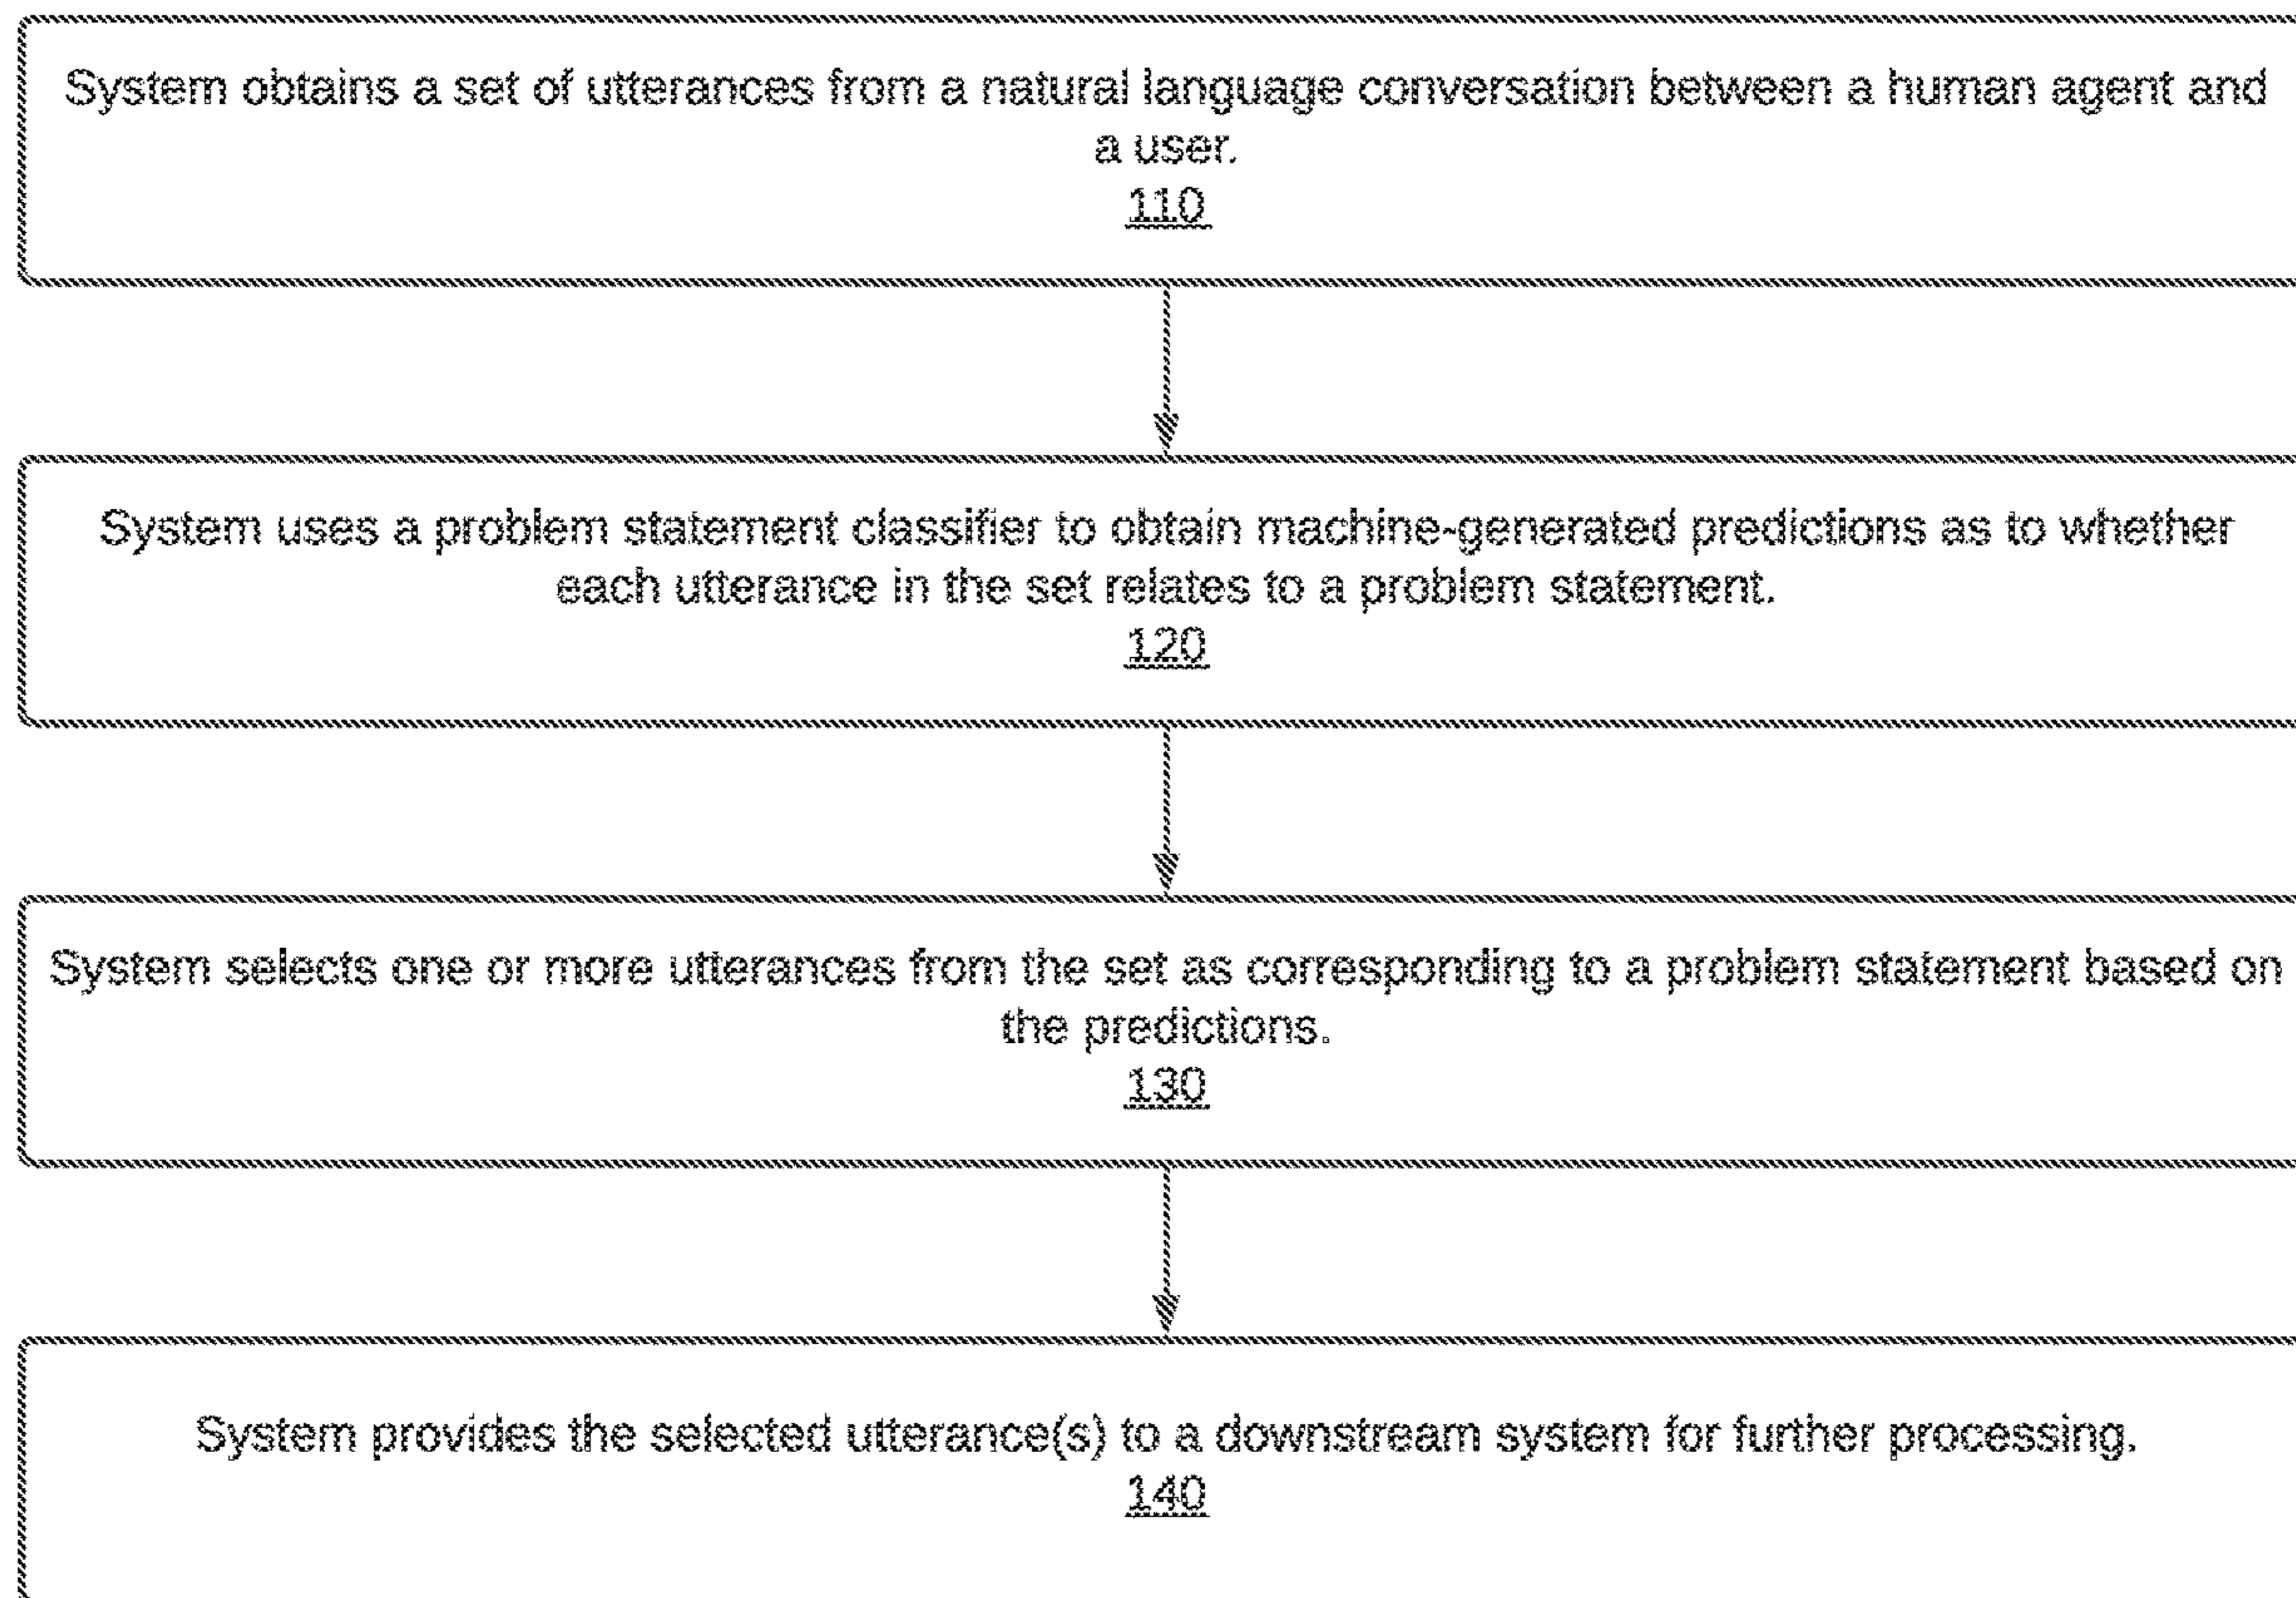 System obtains a set of utterances from a natural language conversation between a human agent and
a user.
110
System uses a problem statement classifier to obtain machine-generated predictions as to whether
each utterance in the set relates to a problem statement.
120
System selects one or more utterances from the set as corresponding to a problem statement based on
the predictions.
130
System provides the selected utterance(s) to a downstream system for further processing.
140